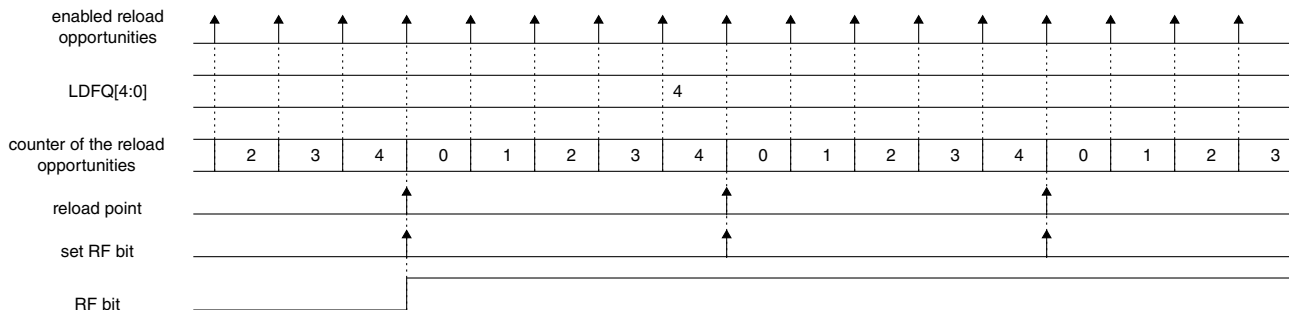 enabled reload
opportunities
LDFQ[4:0]
4
counter of the reload
opportunities
2 3 4 0 1 2 3 4 0 1 2 3 4 0 1 2 3
reload point
set RF bit
RF bit